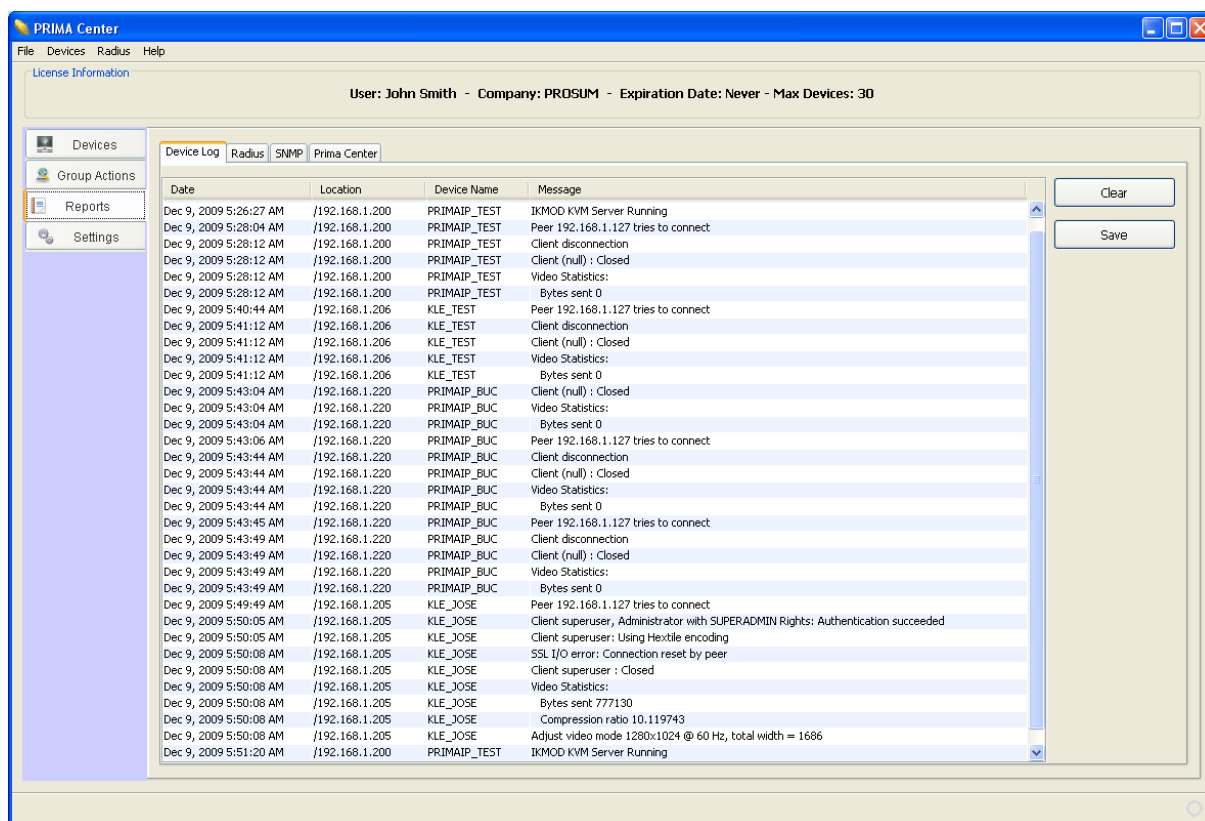 PRIMA Center
File Devices Radius Help
License Information
User: John Smith - Company: PROSUM - Expiration Date: Never - Max Devices: 30
Devices
Group Actions
Reports
Settings
Device Log Radius SNMP Prima Center
Date Location Device Name Message
Dec 9, 2009 5:26:27 AM /192.168.1.200 PRIMAIP_TEST IKMOD KVM Server Running
Dec 9, 2009 5:28:04 AM /192.168.1.200 PRIMAIP_TEST Peer 192.168.1.127 tries to connect
Dec 9, 2009 5:28:12 AM /192.168.1.200 PRIMAIP_TEST Client disconnection
Dec 9, 2009 5:28:12 AM /192.168.1.200 PRIMAIP_TEST Client (null) : Closed
Dec 9, 2009 5:28:12 AM /192.168.1.200 PRIMAIP_TEST Video Statistics:
Dec 9, 2009 5:28:12 AM /192.168.1.200 PRIMAIP_TEST Bytes sent 0
Dec 9, 2009 5:40:44 AM /192.168.1.206 KLE_TEST Peer 192.168.1.127 tries to connect
Dec 9, 2009 5:41:12 AM /192.168.1.206 KLE_TEST Client disconnection
Dec 9, 2009 5:41:12 AM /192.168.1.206 KLE_TEST Client (null) : Closed
Dec 9, 2009 5:41:12 AM /192.168.1.206 KLE_TEST Video Statistics:
Dec 9, 2009 5:41:12 AM /192.168.1.206 KLE_TEST Bytes sent 0
Dec 9, 2009 5:43:04 AM /192.168.1.220 PRIMAIP_BUC Client (null) : Closed
Dec 9, 2009 5:43:04 AM /192.168.1.220 PRIMAIP_BUC Video Statistics:
Dec 9, 2009 5:43:04 AM /192.168.1.220 PRIMAIP_BUC Bytes sent 0
Dec 9, 2009 5:43:06 AM /192.168.1.220 PRIMAIP_BUC Peer 192.168.1.127 tries to connect
Dec 9, 2009 5:43:44 AM /192.168.1.220 PRIMAIP_BUC Client disconnection
Dec 9, 2009 5:43:44 AM /192.168.1.220 PRIMAIP_BUC Client (null) : Closed
Dec 9, 2009 5:43:44 AM /192.168.1.220 PRIMAIP_BUC Video Statistics:
Dec 9, 2009 5:43:44 AM /192.168.1.220 PRIMAIP_BUC Bytes sent 0
Dec 9, 2009 5:43:45 AM /192.168.1.220 PRIMAIP_BUC Peer 192.168.1.127 tries to connect
Dec 9, 2009 5:43:49 AM /192.168.1.220 PRIMAIP_BUC Client disconnection
Dec 9, 2009 5:43:49 AM /192.168.1.220 PRIMAIP_BUC Client (null) : Closed
Dec 9, 2009 5:43:49 AM /192.168.1.220 PRIMAIP_BUC Video Statistics:
Dec 9, 2009 5:43:49 AM /192.168.1.220 PRIMAIP_BUC Bytes sent 0
Dec 9, 2009 5:49:49 AM /192.168.1.205 KLE_JOSE Peer 192.168.1.127 tries to connect
Dec 9, 2009 5:50:05 AM /192.168.1.205 KLE_JOSE Client superuser, Administrator with SUPERADMIN Rights: Authentication succeeded
Dec 9, 2009 5:50:05 AM /192.168.1.205 KLE_JOSE Client superuser: Using Hextile encoding
Dec 9, 2009 5:50:08 AM /192.168.1.205 KLE_JOSE SSL I/O error: Connection reset by peer
Dec 9, 2009 5:50:08 AM /192.168.1.205 KLE_JOSE Client superuser : Closed
Dec 9, 2009 5:50:08 AM /192.168.1.205 KLE_JOSE Video Statistics:
Dec 9, 2009 5:50:08 AM /192.168.1.205 KLE_JOSE Bytes sent 777130
Dec 9, 2009 5:50:08 AM /192.168.1.205 KLE_JOSE Compression ratio 10.119743
Dec 9, 2009 5:50:08 AM /192.168.1.205 KLE_JOSE Adjust video mode 1280x1024 @ 60 Hz, total width = 1686
Dec 9, 2009 5:51:20 AM /192.168.1.200 PRIMAIP_TEST IKMOD KVM Server Running
Clear
Save